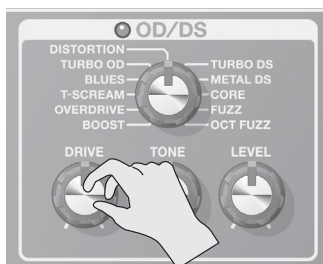 OD/DS
DISTORTION
TURBO OD
BLUES
T-SCREAM
OVERDRIVE
BOOST
TURBO DS
METAL DS
CORE
FUZZ
OCT FUZZ
DRIVE TONE LEVEL